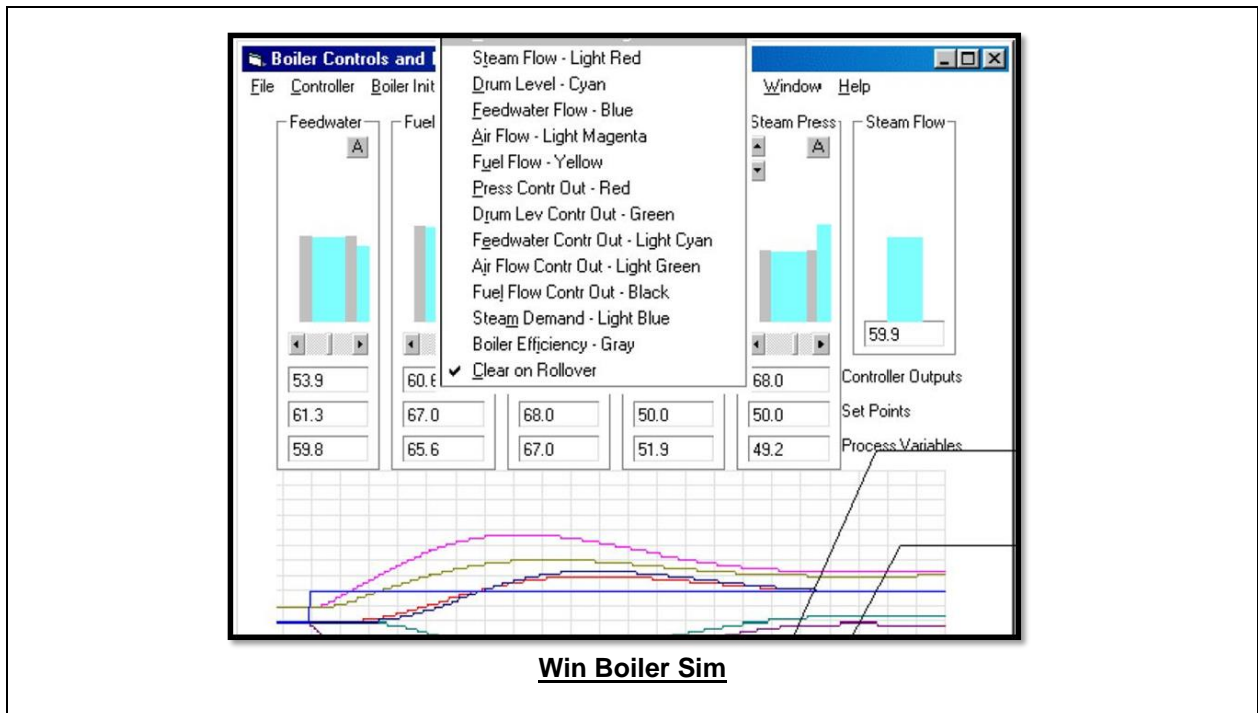 Boiler Controls and
File Controller Boiler Init Window Help
Steam Flow - Light Red
Drum Level - Cyan
Feedwater Flow - Blue
Air Flow - Light Magenta
Fuel Flow - Yellow
Press Contr Out - Red
Drum Lev Contr Out - Green
Feedwater Contr Out - Light Cyan
Air Flow Contr Out - Light Green
Fuel Flow Contr Out - Black
Steam Demand - Light Blue
Boiler Efficiency - Gray
✓ Clear on Rollover
Feedwater Fuel Steam Press Steam Flow
A A
59.9
53.9 60.6 68.0 Controller Outputs
61.3 67.0 68.0 50.0 50.0 Set Points
59.8 65.6 67.0 51.9 49.2 Process Variables
Win Boiler Sim